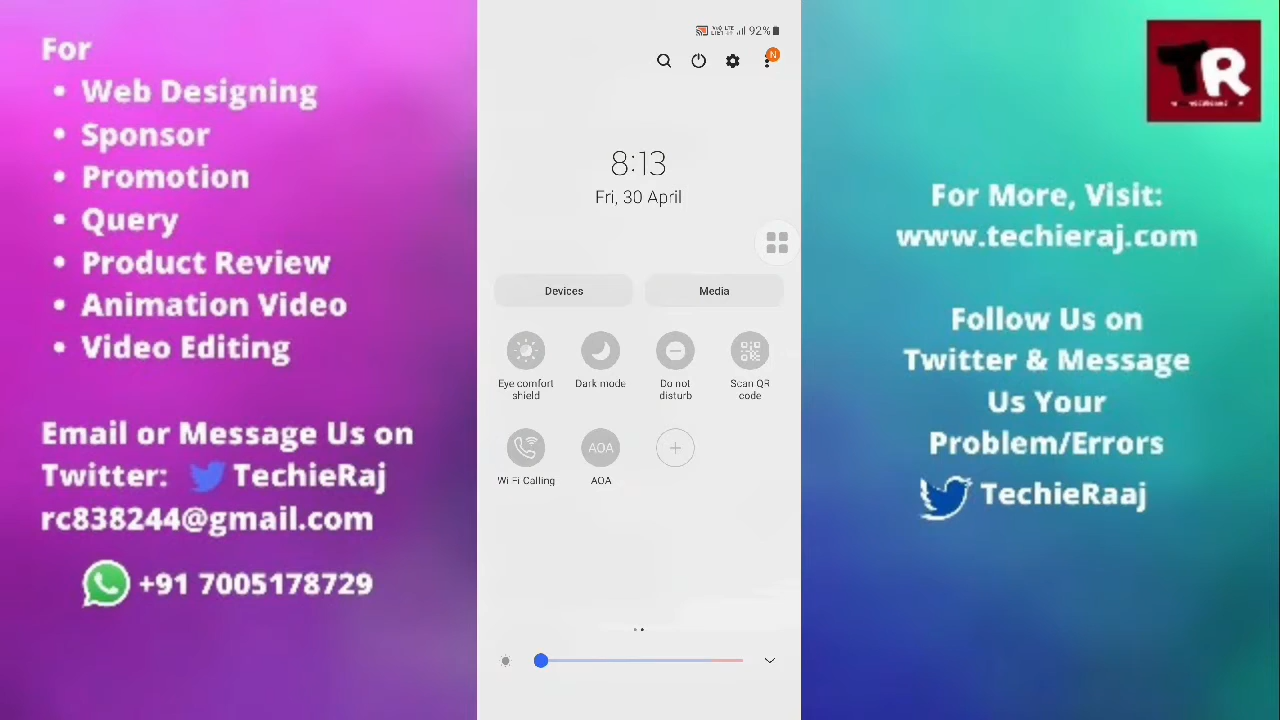 For
• Web Designing
• Sponsor
• Promotion
• Query
• Product Review
• Animation Video
• Video Editing
Email or Message Us on
Twitter: TechieRaj
rc838244@gmail.com
+91 7005178729
92%
N
8:13
Fri, 30 April
Devices
Media
Eye comfort
shield
Dark mode
Do not
disturb
Scan QR
code
Wi Fi Calling
AOA
AOA
TR
For More, Visit:
www.techieraj.com
Follow Us on
Twitter & Message
Us Your
Problem/Errors
TechieRaaj